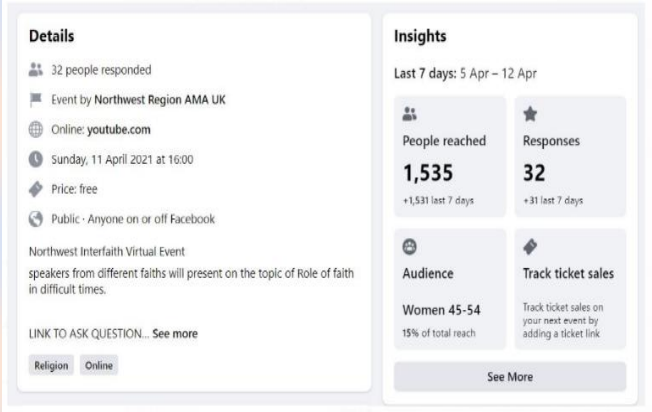 Details
32 people responded
Event by Northwest Region AMA UK
Online: youtube.com
Sunday, 11 April 2021 at 16:00
Price: free
Public · Anyone on or off Facebook
Northwest Interfaith Virtual Event
speakers from different faiths will present on the topic of Role of faith
in difficult times.
LINK TO ASK QUESTION... See more
Religion
Online
Insights
Last 7 days: 5 Apr – 12 Apr
People reached
1,535
+1,531 last 7 days
Responses
32
+31 last 7 days
Audience
Women 45-54
15% of total reach
Track ticket sales
Track ticket sales on
your next event by
adding a ticket link
See More